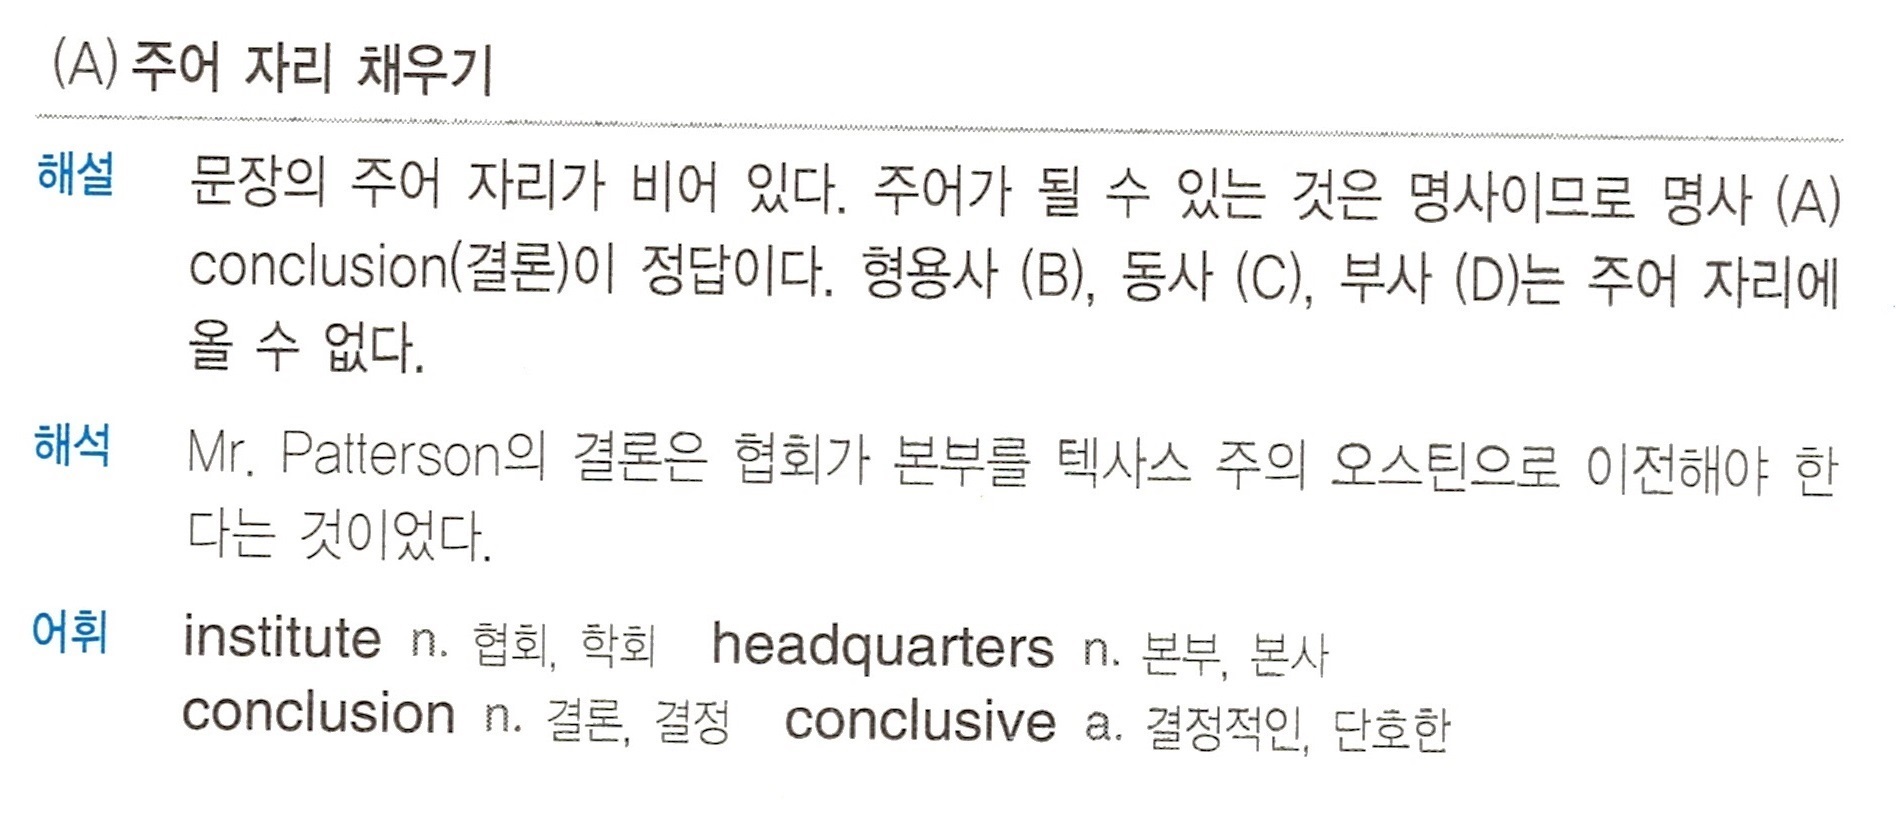 (A) 주어 자리 채우기
해설 문장의 주어 자리가 비어 있다. 주어가 될 수 있는 것은 명사이므로 명사 (A)
conclusion(결론)이 정답이다. 형용사 (B), 동사 (C), 부사 (D)는 주어 자리에
올 수 없다.
해석 Mr. Patterson의 결론은 협회가 본부를 텍사스 주의 오스틴으로 이전해야 한
다는 것이었다.
어휘 institute n. 협회, 학회 headquarters n. 본부, 본사
conclusion n. 결론, 결정 conclusive a. 결정적인, 단호한